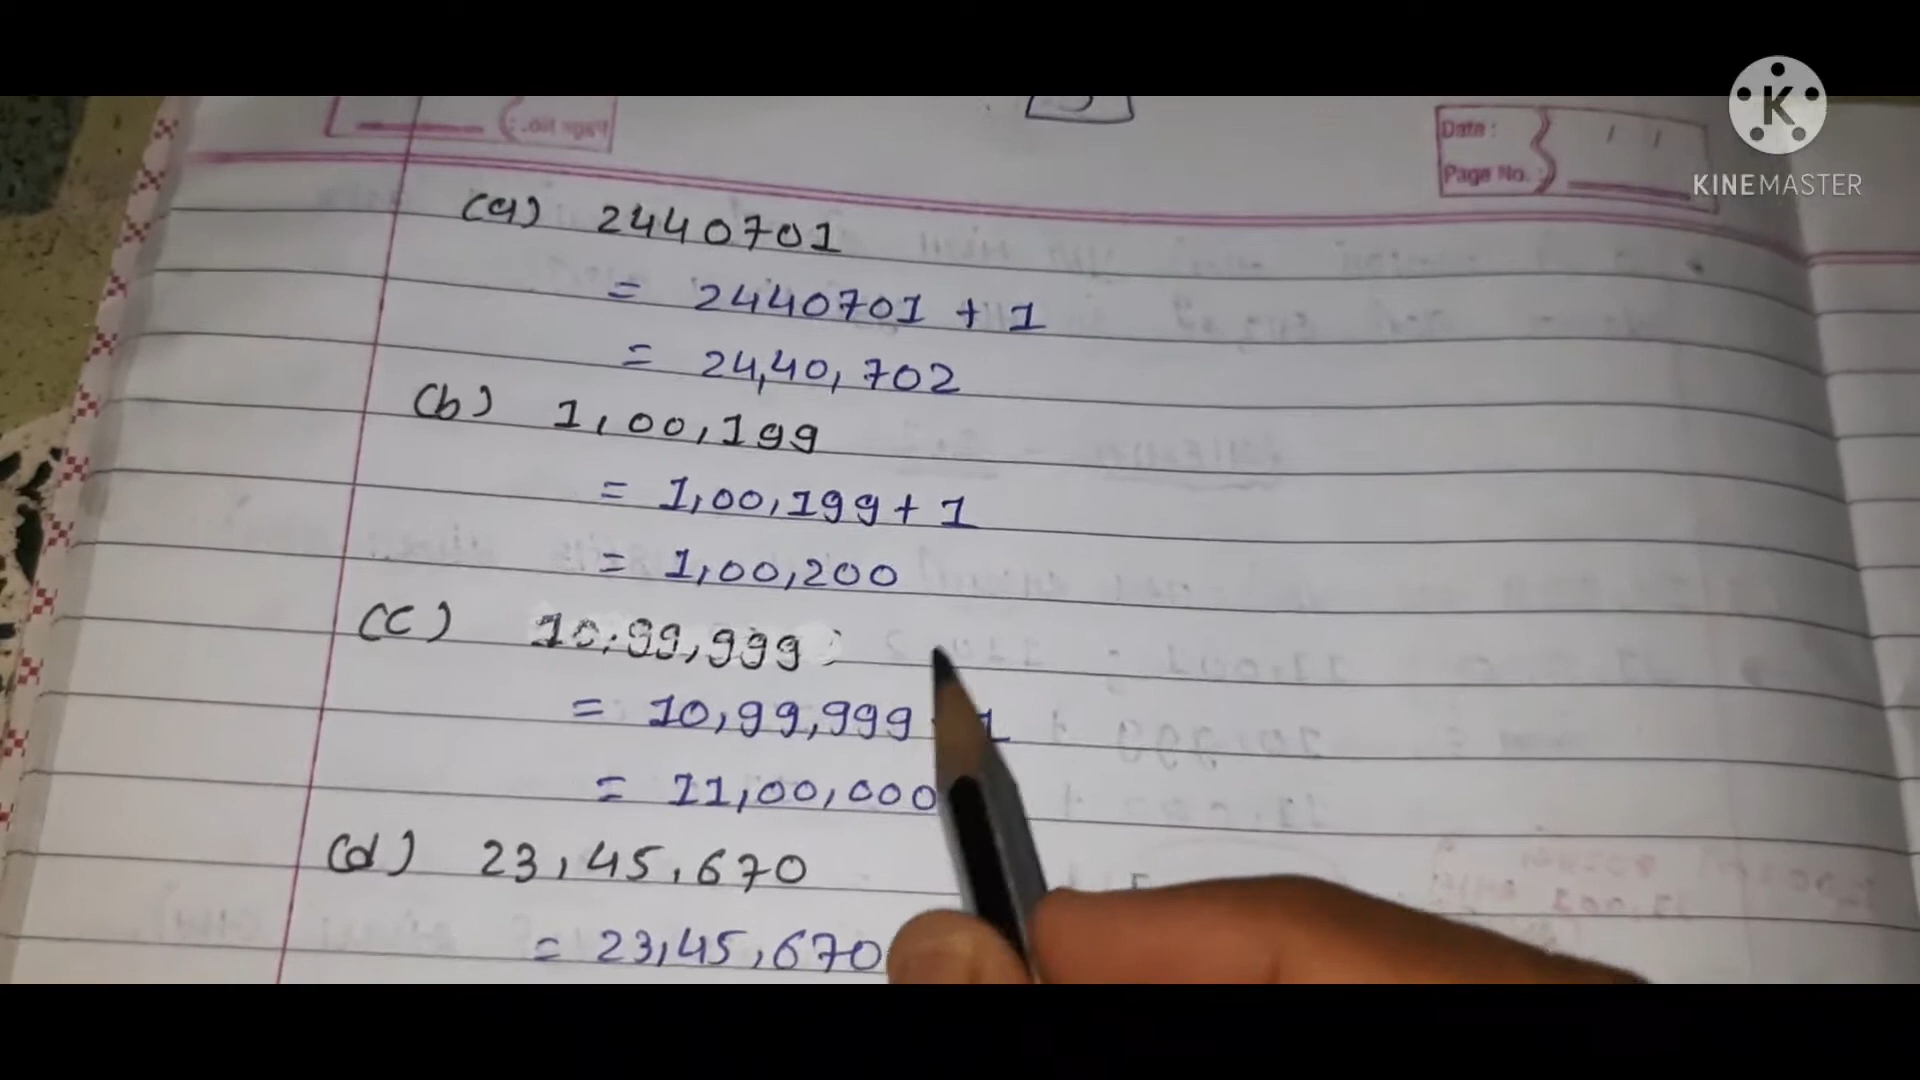 Date :
Page No.
KINEMASTER
(a) 2440701
= 2440701 + 1
= 24,40,702
(b) 1,00,199
= 1,00,199 + 1
= 1,00,200
(c) 10,99,999
= 10,99,999 1
= 11,00,000
(d) 23,45,670
= 23,45,670